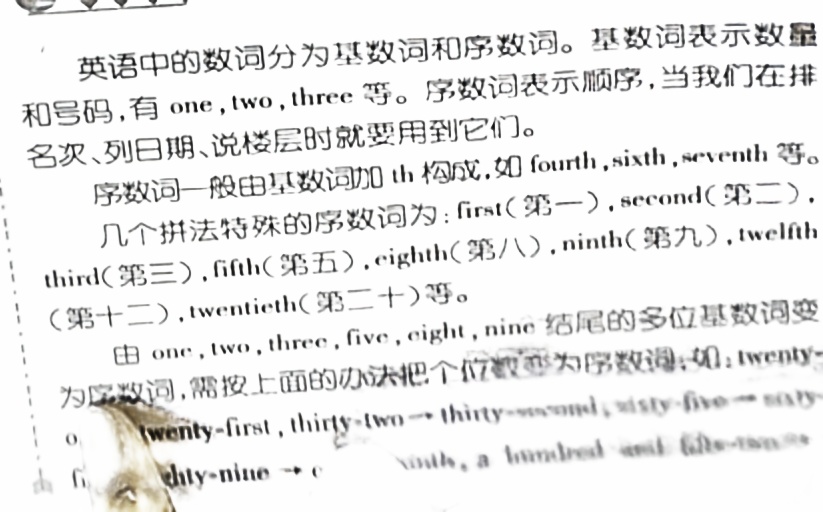 英语中的数词分为基数词和序数词。基数词表示数量
和号码,有 one,two,three 等。序数词表示顺序,当我们在排
名次、列日期、说楼层时就要用到它们。
序数词一般由基数词加 th 构成,如 fourth,sixth,seventh 等。
几个拼法特殊的序数词为:first(第一),second(第二),
third(第三),fifth(第五),eighth(第八),ninth(第九),twelfth
(第十二),twentieth(第二十)等。
由 one,two,three,five,eight,nine 结尾的多位基数词变
为序数词,需按上面的办法把个位数变为序数词;如:twenty-
twenty-first,thirty-two→thirty-second,sixty-five→sixty-
hty-nine→ a hundred and fifty-two→